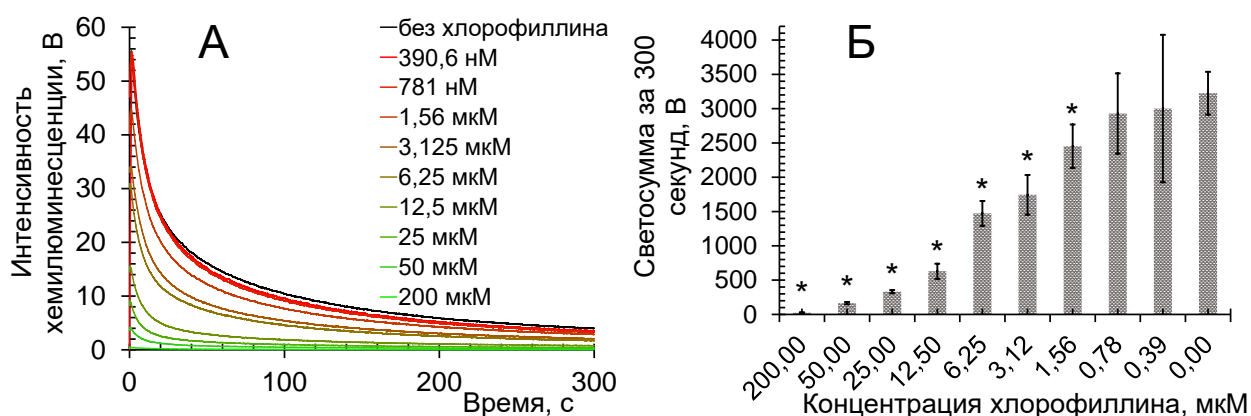 А
Интенсивность
хемилюминесценции, В
60
50
40
30
20
10
0
0
100
200
300
Время, с
без хлорофиллина
390,6 нМ
781 нМ
1,56 мкМ
3,125 мкМ
6,25 мкМ
12,5 мкМ
25 мкМ
50 мкМ
200 мкМ
Б
Светосумма за 300
секунд, В
4000
3500
3000
2500
2000
1500
1000
500
0
*
*
*
*
*
*
*
200,00
50,00
25,00
12,50
6,25
3,12
1,56
0,78
0,39
0,00
Концентрация хлорофиллина, мкМ